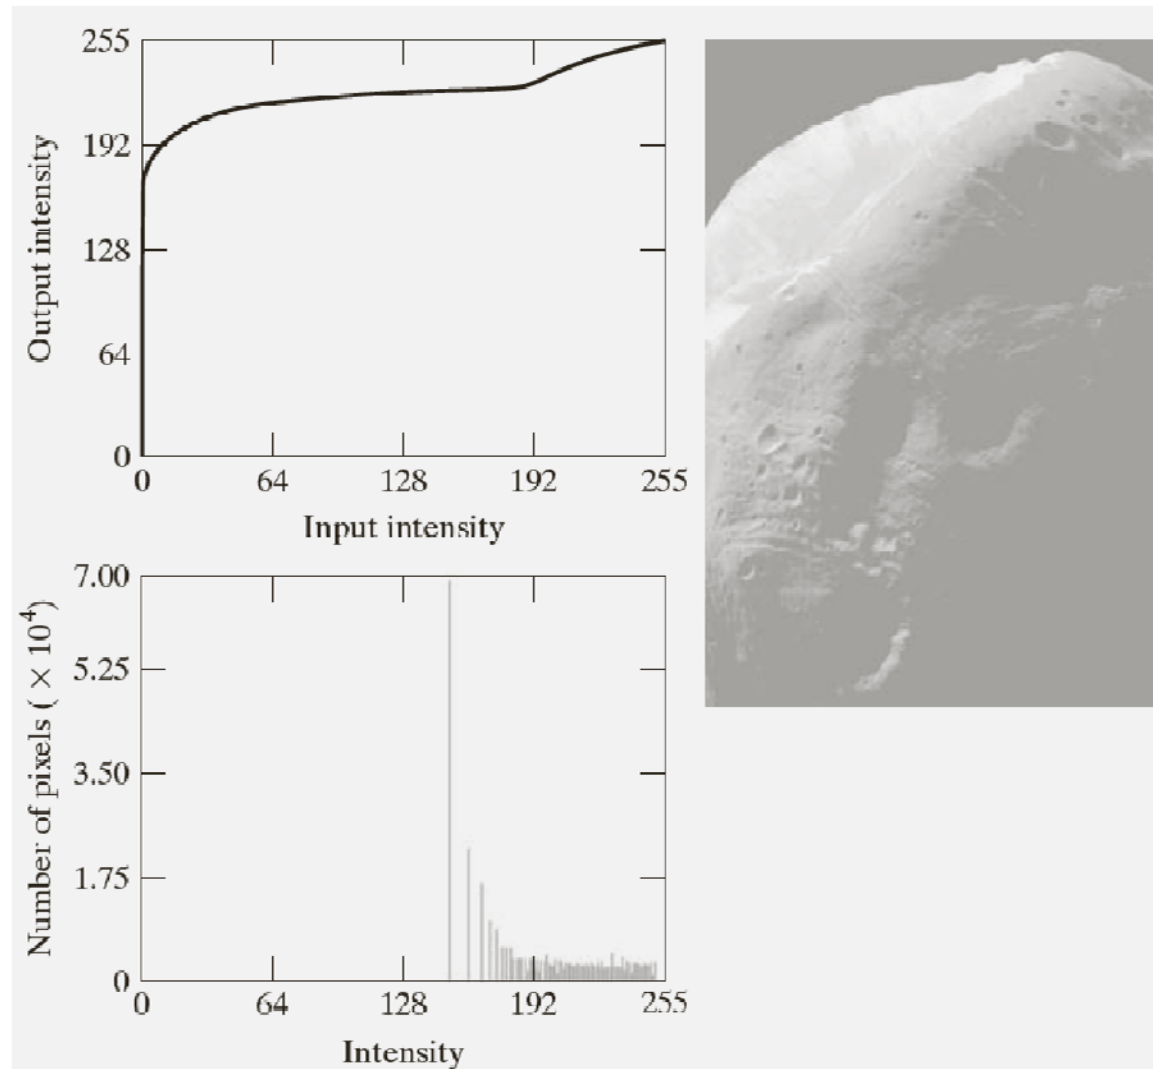 255
192
128
64
0
Output intensity
0 64 128 192 255
Input intensity
7.00
5.25
3.50
1.75
0
Number of pixels ( × 10⁴)
0 64 128 192 255
Intensity